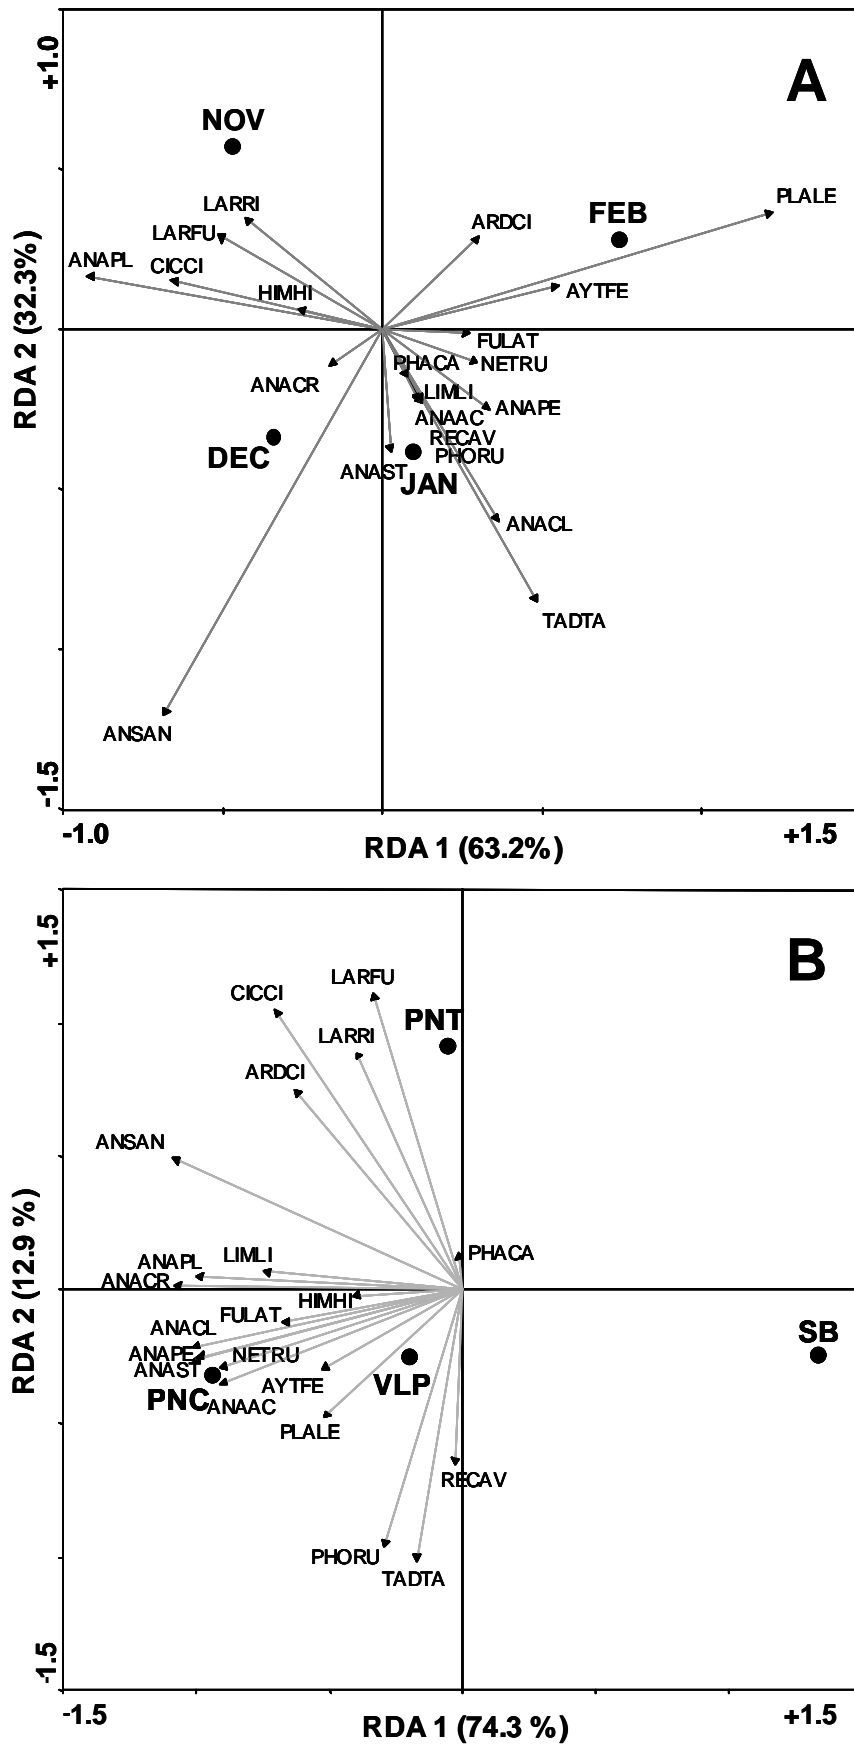 +1.0
A
NOV
PLALE
LARRI
FEB
ARDCI
LARFU
ANAPL
CICCI
HIMHI
AYTFE
RDA 2 (32.3%)
FULAT
PHACA
NETRU
ANACR
LIMLI
ANAPE
ANAAC
RECAV
DEC
PHORU
ANAST
JAN
ANACL
TADTA
ANSAN
-1.5
-1.0
+1.5
RDA 1 (63.2%)
+1.5
B
LARFU
CICCI
PNT
LARRI
ARDCI
ANSAN
PHACA
LIMLI
ANAPL
ANACR
HIMHI
RDA 2 (12.9 %)
FULAT
ANACL
SB
ANAPE
NETRU
ANAST
AYTFE
VLP
PNC
ANAAC
PLALE
RECAV
PHORU
TADTA
-1.5
-1.5
+1.5
RDA 1 (74.3 %)